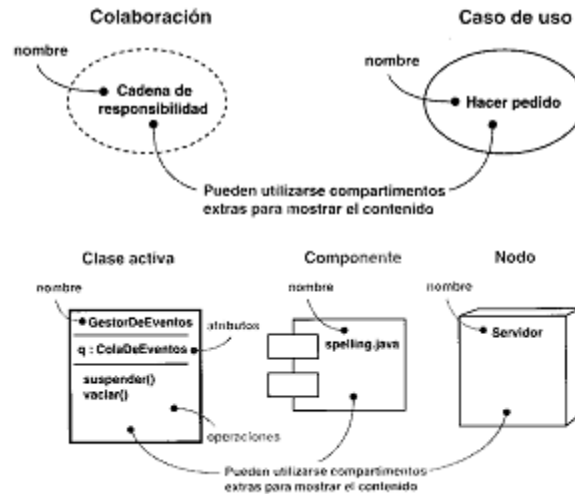 Colaboración
Caso de uso
nombre
nombre
Cadena de
responsibilidad
Hacer pedido
Pueden utilizarse compartimentos
extras para mostrar el contenido
Clase activa
Componente
Nodo
nombre
nombre
nombre
GestorDeEventos
atributos
spelling.java
Servidor
q : ColaDeEventos
suspender()
vaciar()
operaciones
Pueden utilizarse compartimentos
extras para mostrar el contenido